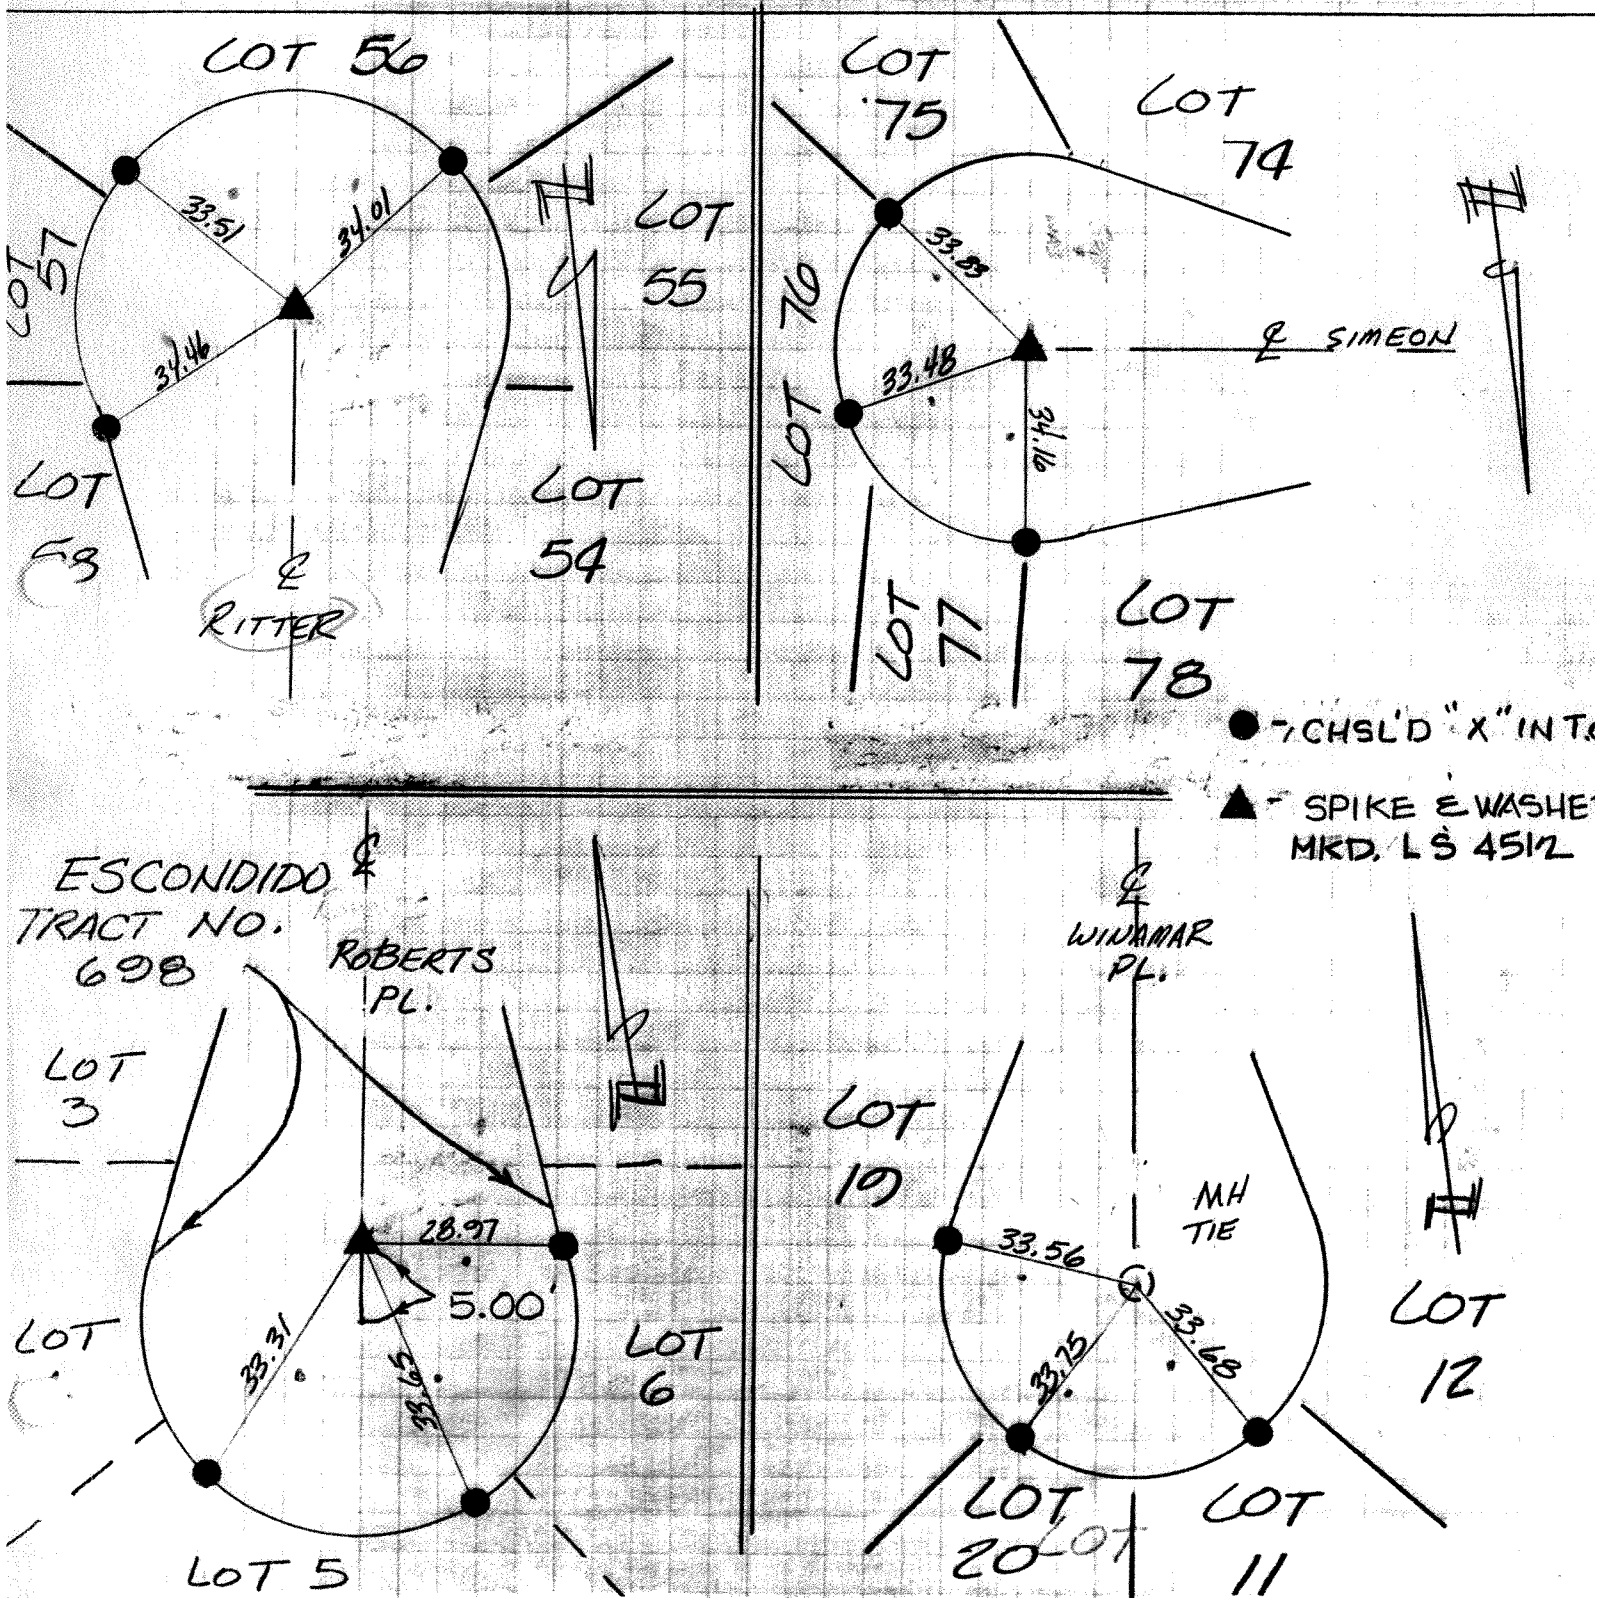 LOT 56
33.51
34.01
LOT
57
34.46
LOT
55
LOT
58
LOT
54
℄
RITTER
LOT
75
LOT
74
33.83
LOT 76
33.48
34.16
℄ SIMEON
LOT
77
LOT
78
- CHSL'D "X" IN T.
- SPIKE & WASHE
MKD. LS 4512
ESCONDIDO
TRACT NO.
698
℄
ROBERTS
PL.
LOT
3
28.97
5.00'
33.31
33.65
LOT
LOT
6
LOT 5
℄
WINAMAR
PL.
LOT
19
MH
TIE
33.56
33.75
33.68
LOT
12
LOT
20
LOT
LOT
11